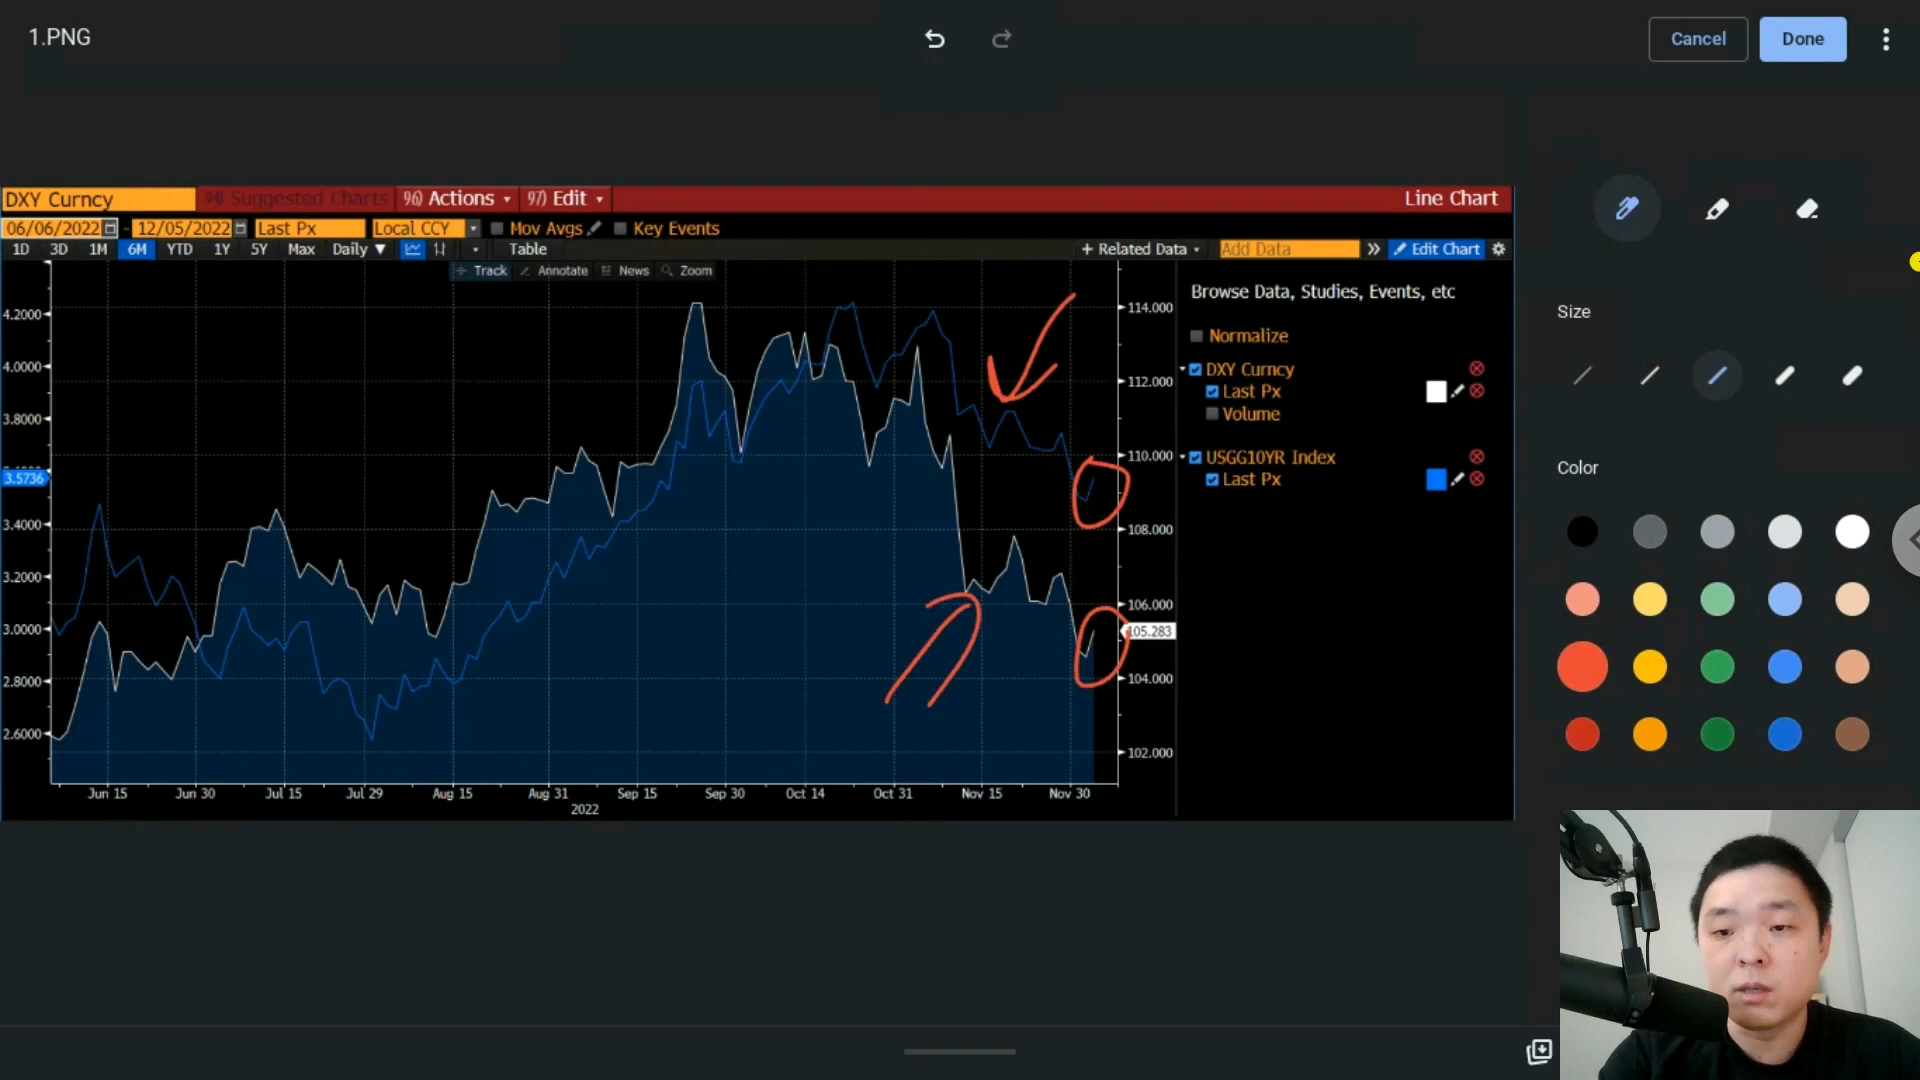 1.PNG
Cancel
Done
DXY Curncy 94) Suggested Charts 96) Actions 97) Edit Line Chart
06/06/2022 - 12/05/2022 Last Px Local CCY Mov Avgs Key Events
1D 3D 1M 6M YTD 1Y 5Y Max Daily ▼ Table + Related Data Add Data » Edit Chart
Track Annotate News Zoom
Browse Data, Studies, Events, etc
Normalize
DXY Curncy
Last Px
Volume
USGG10YR Index
Last Px
4.2000
4.0000
3.8000
3.5736
3.4000
3.2000
3.0000
2.8000
2.6000
114.000
112.000
110.000
108.000
106.000
105.283
104.000
102.000
Jun 15 Jun 30 Jul 15 Jul 29 Aug 15 Aug 31 Sep 15 Sep 30 Oct 14 Oct 31 Nov 15 Nov 30
2022
Size
Color